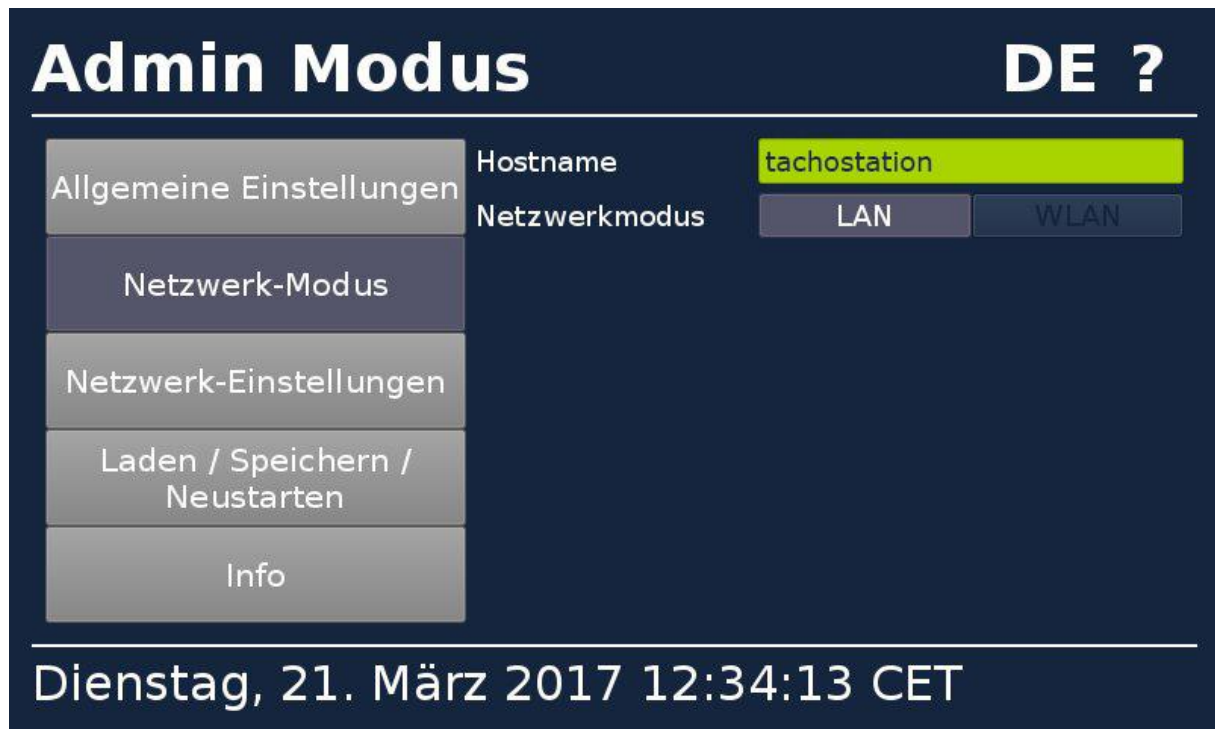 Admin Modus DE ?
Allgemeine Einstellungen
Hostname tachostation
Netzwerkmodus LAN WLAN
Netzwerk-Modus
Netzwerk-Einstellungen
Laden / Speichern /
Neustarten
Info
Dienstag, 21. März 2017 12:34:13 CET